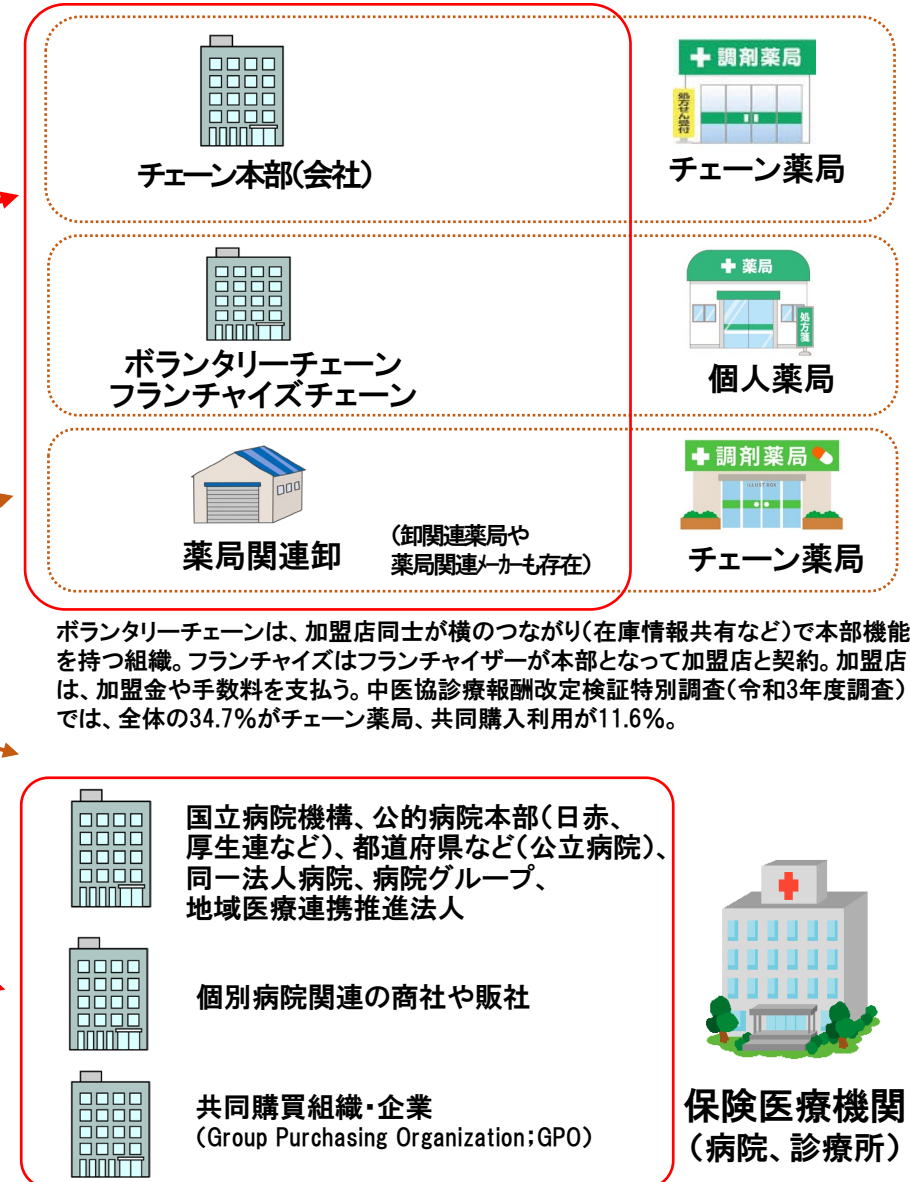 調剤薬局
処方せん受付
チェーン本部(会社)
チェーン薬局
薬局
処方箋
ボランタリーチェーン
フランチャイズチェーン
個人薬局
調剤薬局
ILLUST BOX
薬局関連卸
(卸関連薬局や
薬局関連メーカーも存在)
チェーン薬局
ボランタリーチェーンは、加盟店同士が横のつながり(在庫情報共有など)で本部機能
を持つ組織。フランチャイズはフランチャイザーが本部となって加盟店と契約。加盟店
は、加盟金や手数料を支払う。中医協診療報酬改定検証特別調査(令和3年度調査)
では、全体の34.7%がチェーン薬局、共同購入利用が11.6%。
国立病院機構、公的病院本部(日赤、
厚生連など)、都道府県など(公立病院)、
同一法人病院、病院グループ、
地域医療連携推進法人
個別病院関連の商社や販社
共同購買組織・企業
(Group Purchasing Organization;GPO)
保険医療機関
(病院、診療所)